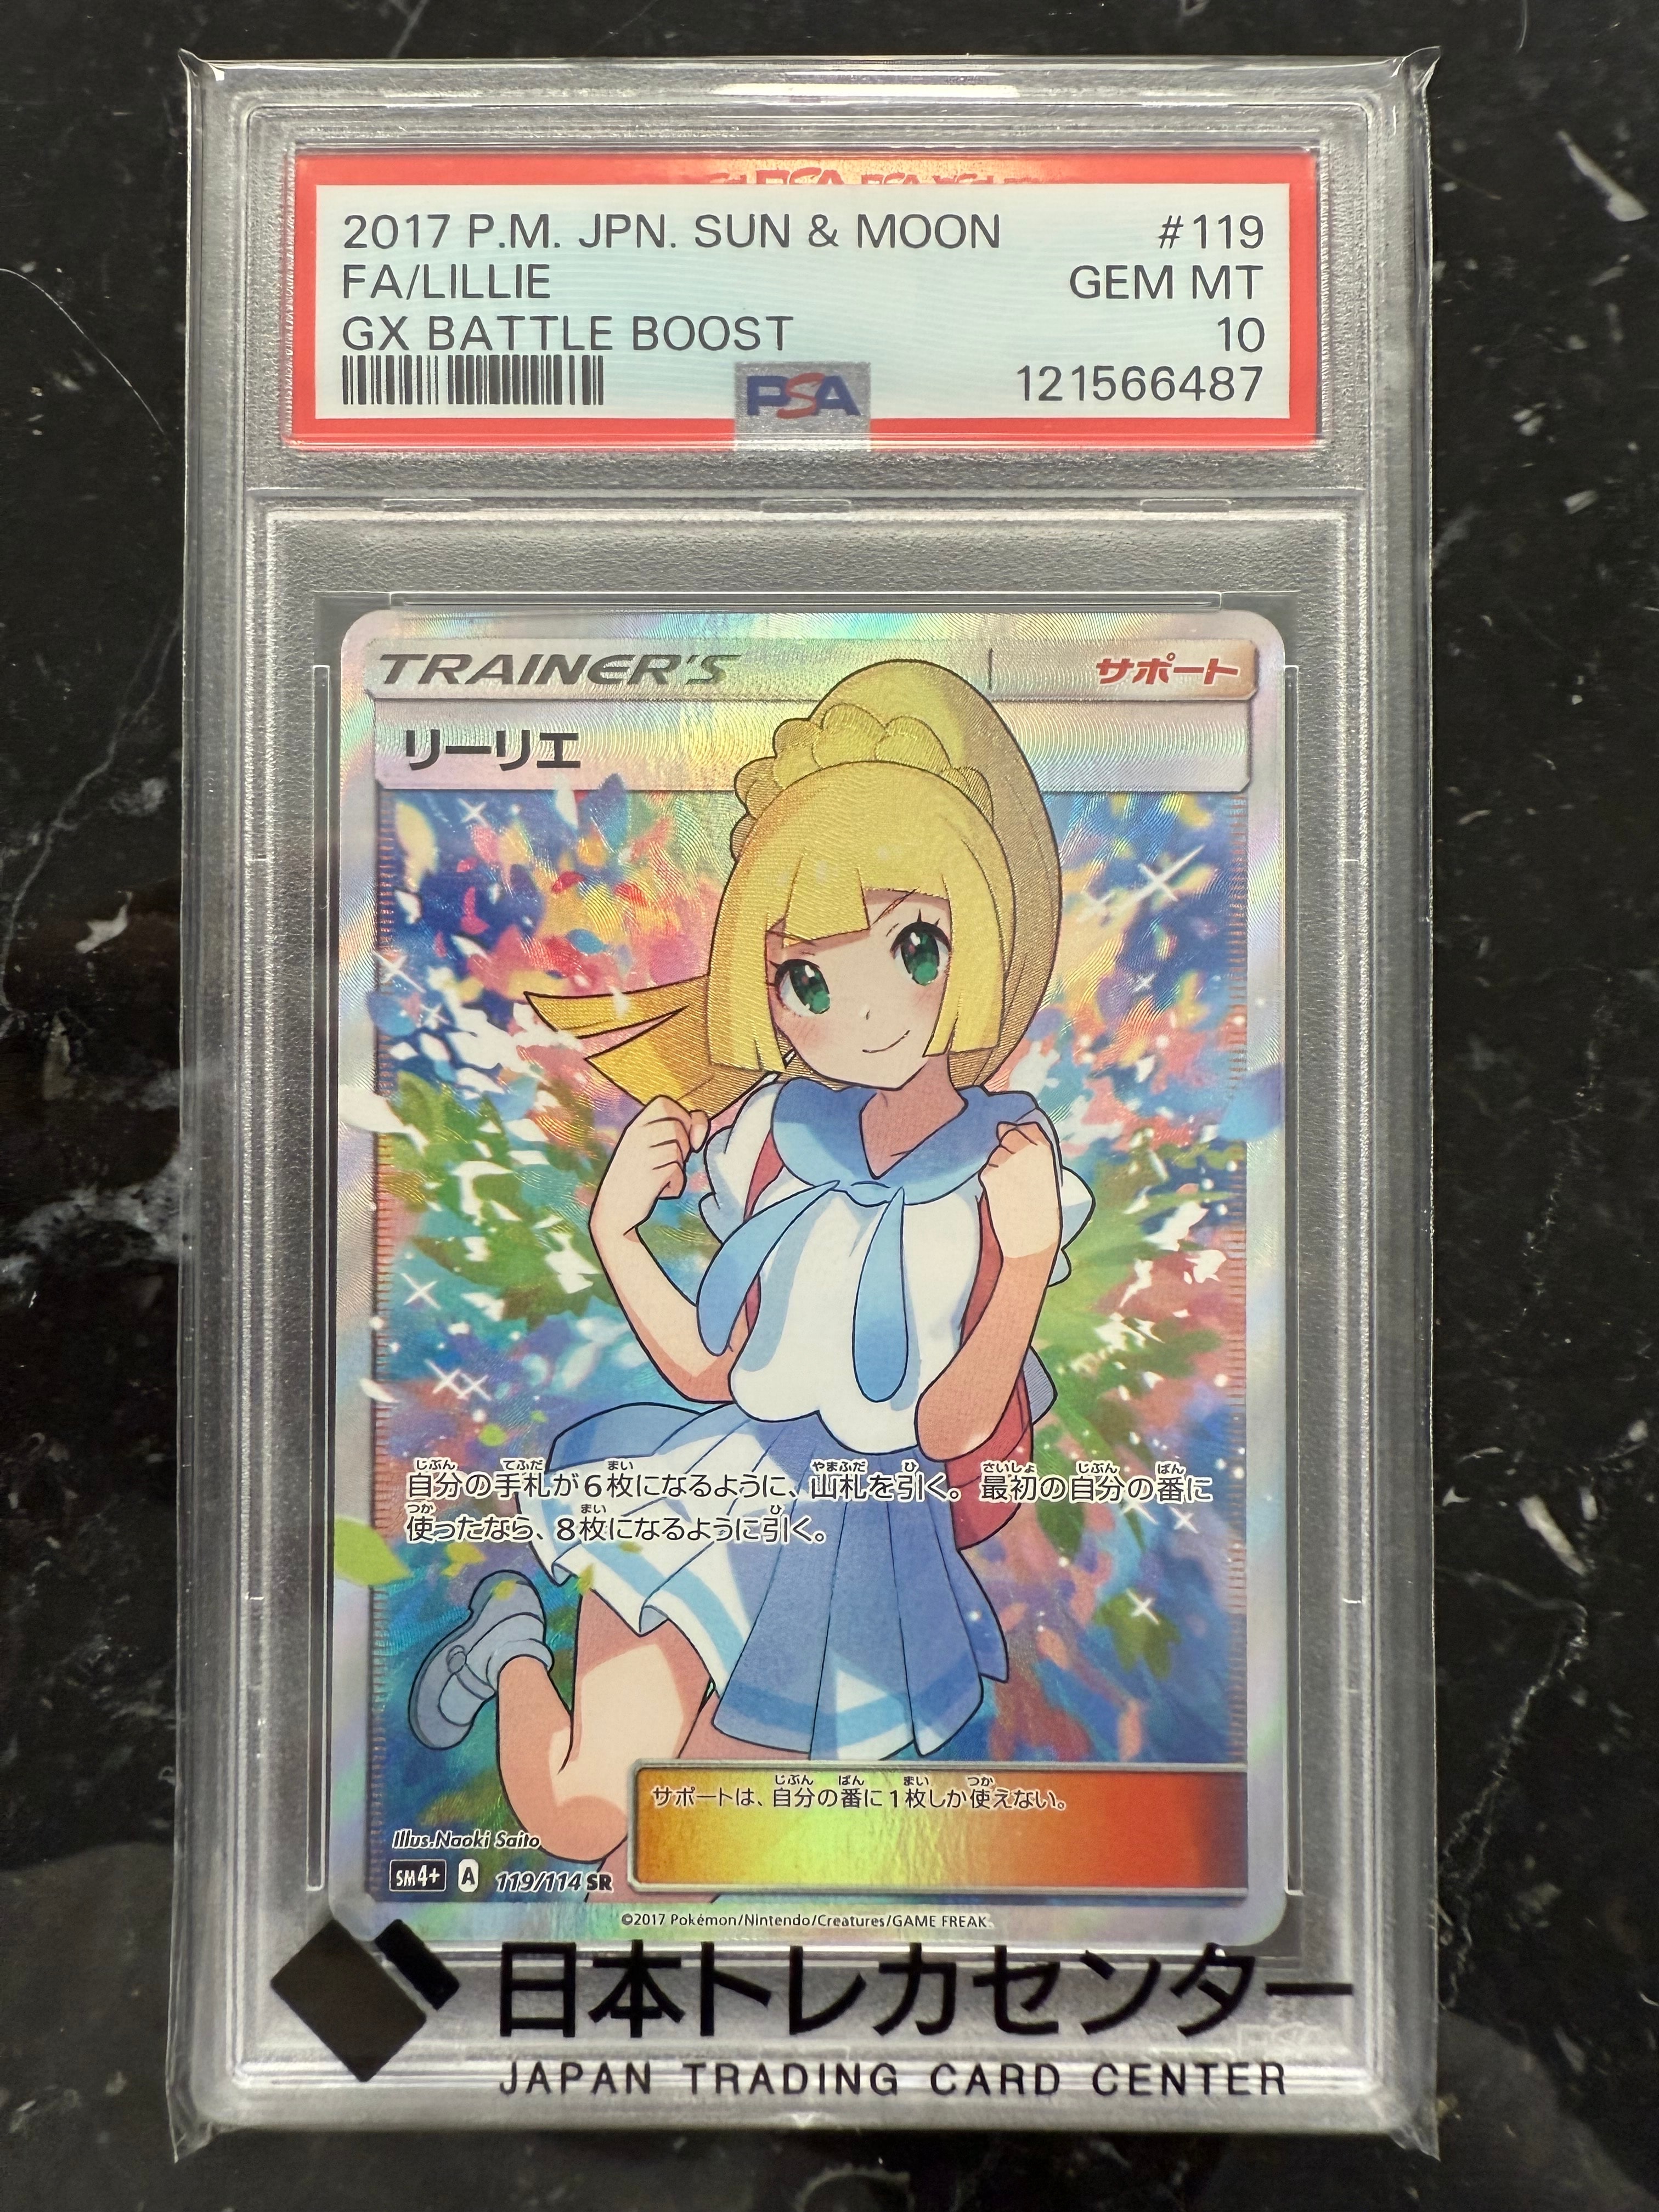 2017 P.M. JPN. SUN & MOON #119
FA/LILLIE GEM MT
GX BATTLE BOOST 10
PSA 121566487
TRAINER'S サポート
リーリエ
自分の手札が6枚になるように、山札を引く。最初の自分の番に
使ったなら、8枚になるように引く。
サポートは、自分の番に1枚しか使えない。
Illus.Naoki Saito
SM4+ A 119/114 SR
©2017 Pokémon/Nintendo/Creatures/GAME FREAK.
日本トレカセンター
JAPAN TRADING CARD CENTER